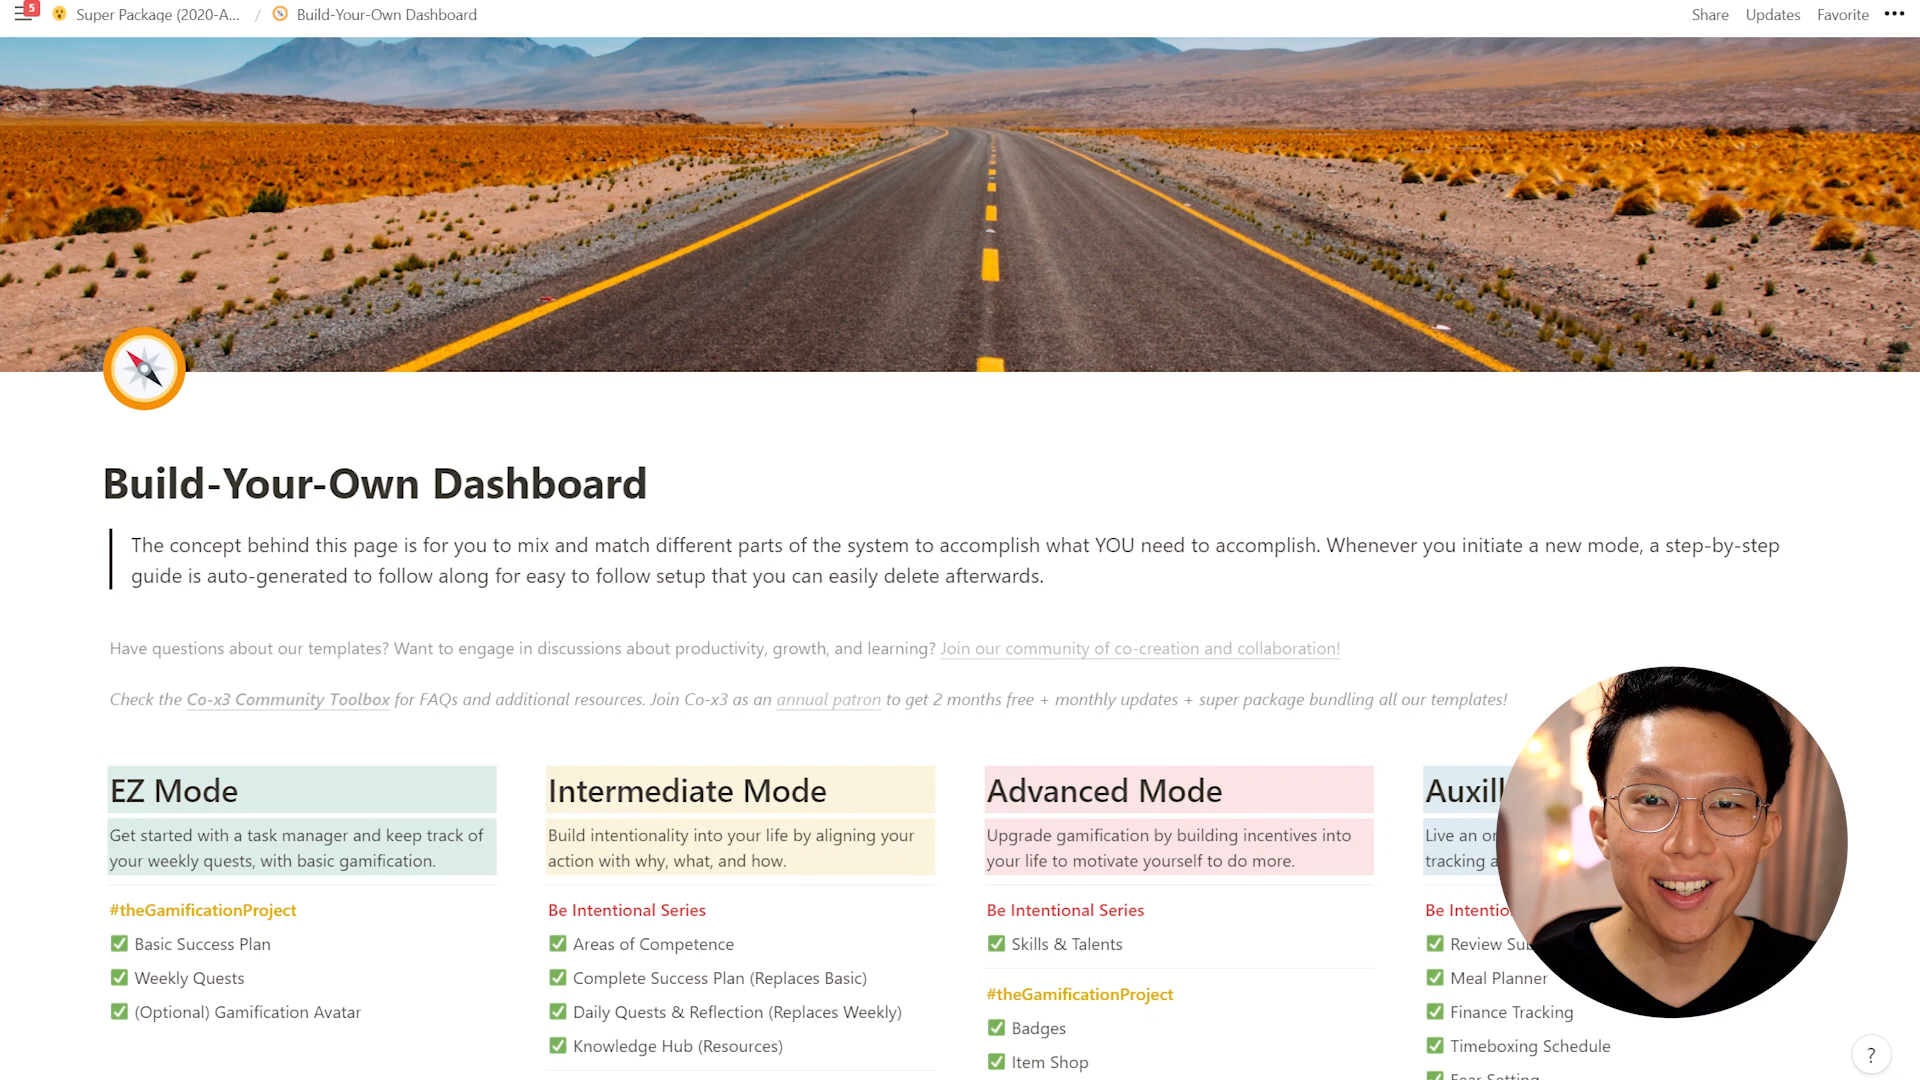 5
Super Package (2020-A... / Build-Your-Own Dashboard
Share Updates Favorite •••
Build-Your-Own Dashboard
The concept behind this page is for you to mix and match different parts of the system to accomplish what YOU need to accomplish. Whenever you initiate a new mode, a step-by-step
guide is auto-generated to follow along for easy to follow setup that you can easily delete afterwards.
Have questions about our templates? Want to engage in discussions about productivity, growth, and learning? Join our community of co-creation and collaboration!
Check the Co-x3 Community Toolbox for FAQs and additional resources. Join Co-x3 as an annual patron to get 2 months free + monthly updates + super package bundling all our templates!
EZ Mode
Get started with a task manager and keep track of
your weekly quests, with basic gamification.
#theGamificationProject
Basic Success Plan
Weekly Quests
(Optional) Gamification Avatar
Intermediate Mode
Build intentionality into your life by aligning your
action with why, what, and how.
Be Intentional Series
Areas of Competence
Complete Success Plan (Replaces Basic)
Daily Quests & Reflection (Replaces Weekly)
Knowledge Hub (Resources)
Advanced Mode
Upgrade gamification by building incentives into
your life to motivate yourself to do more.
Be Intentional Series
Skills & Talents
#theGamificationProject
Badges
Item Shop
Auxill
Live an
tracking
Be Intentio
Review
Meal Planner
Finance Tracking
Timeboxing Schedule
Fear Setting
?